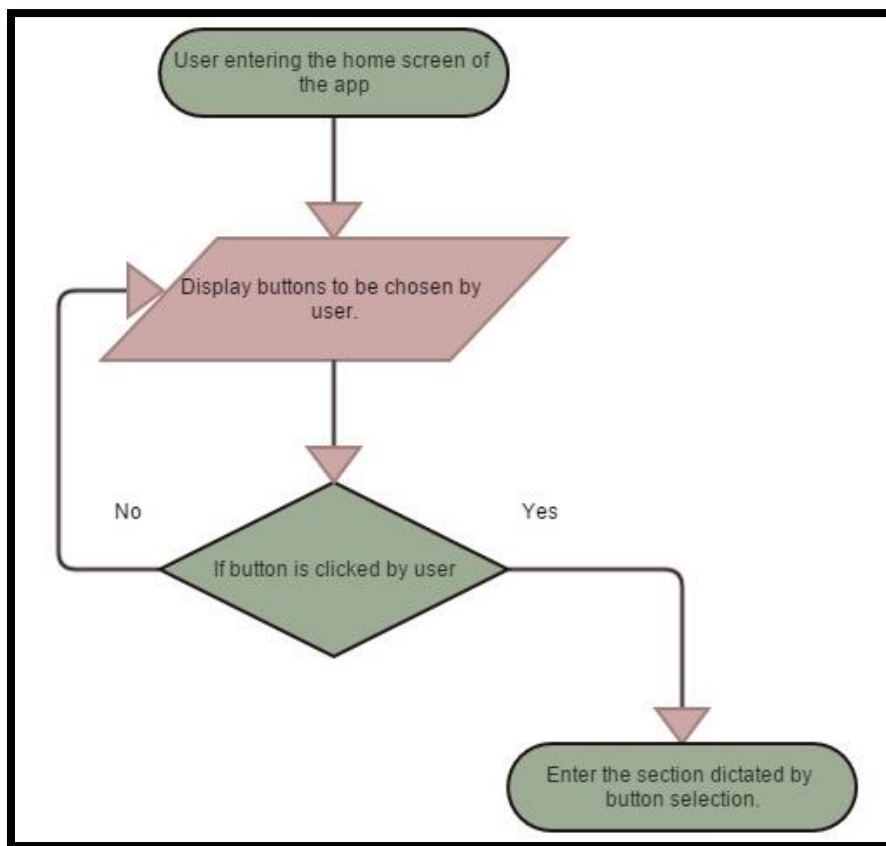 User entering the home screen of
the app
Display buttons to be chosen by
user.
No
Yes
If button is clicked by user
Enter the section dictated by
button selection.